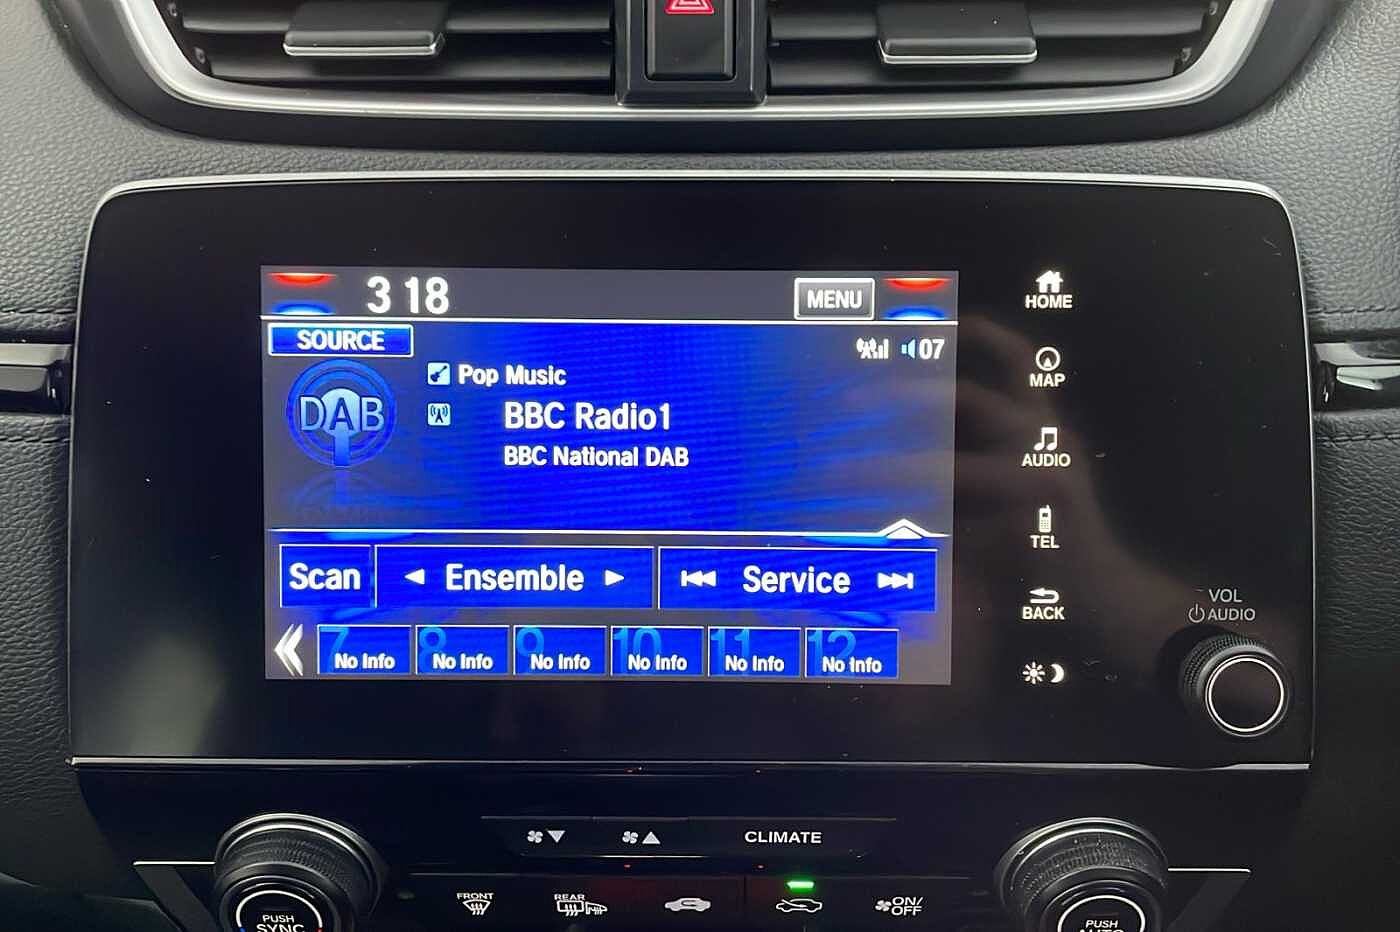 3 18
MENU
SOURCE
07
DAB
Pop Music
BBC Radio1
BBC National DAB
Scan
Ensemble
Service
7 No Info
8 No Info
9 No Info
10 No Info
11 No Info
12 No Info
HOME
MAP
AUDIO
TEL
BACK
VOL
AUDIO
CLIMATE
FRONT
REAR
ON/
OFF
PUSH
SYNC
PUSH
AUTO